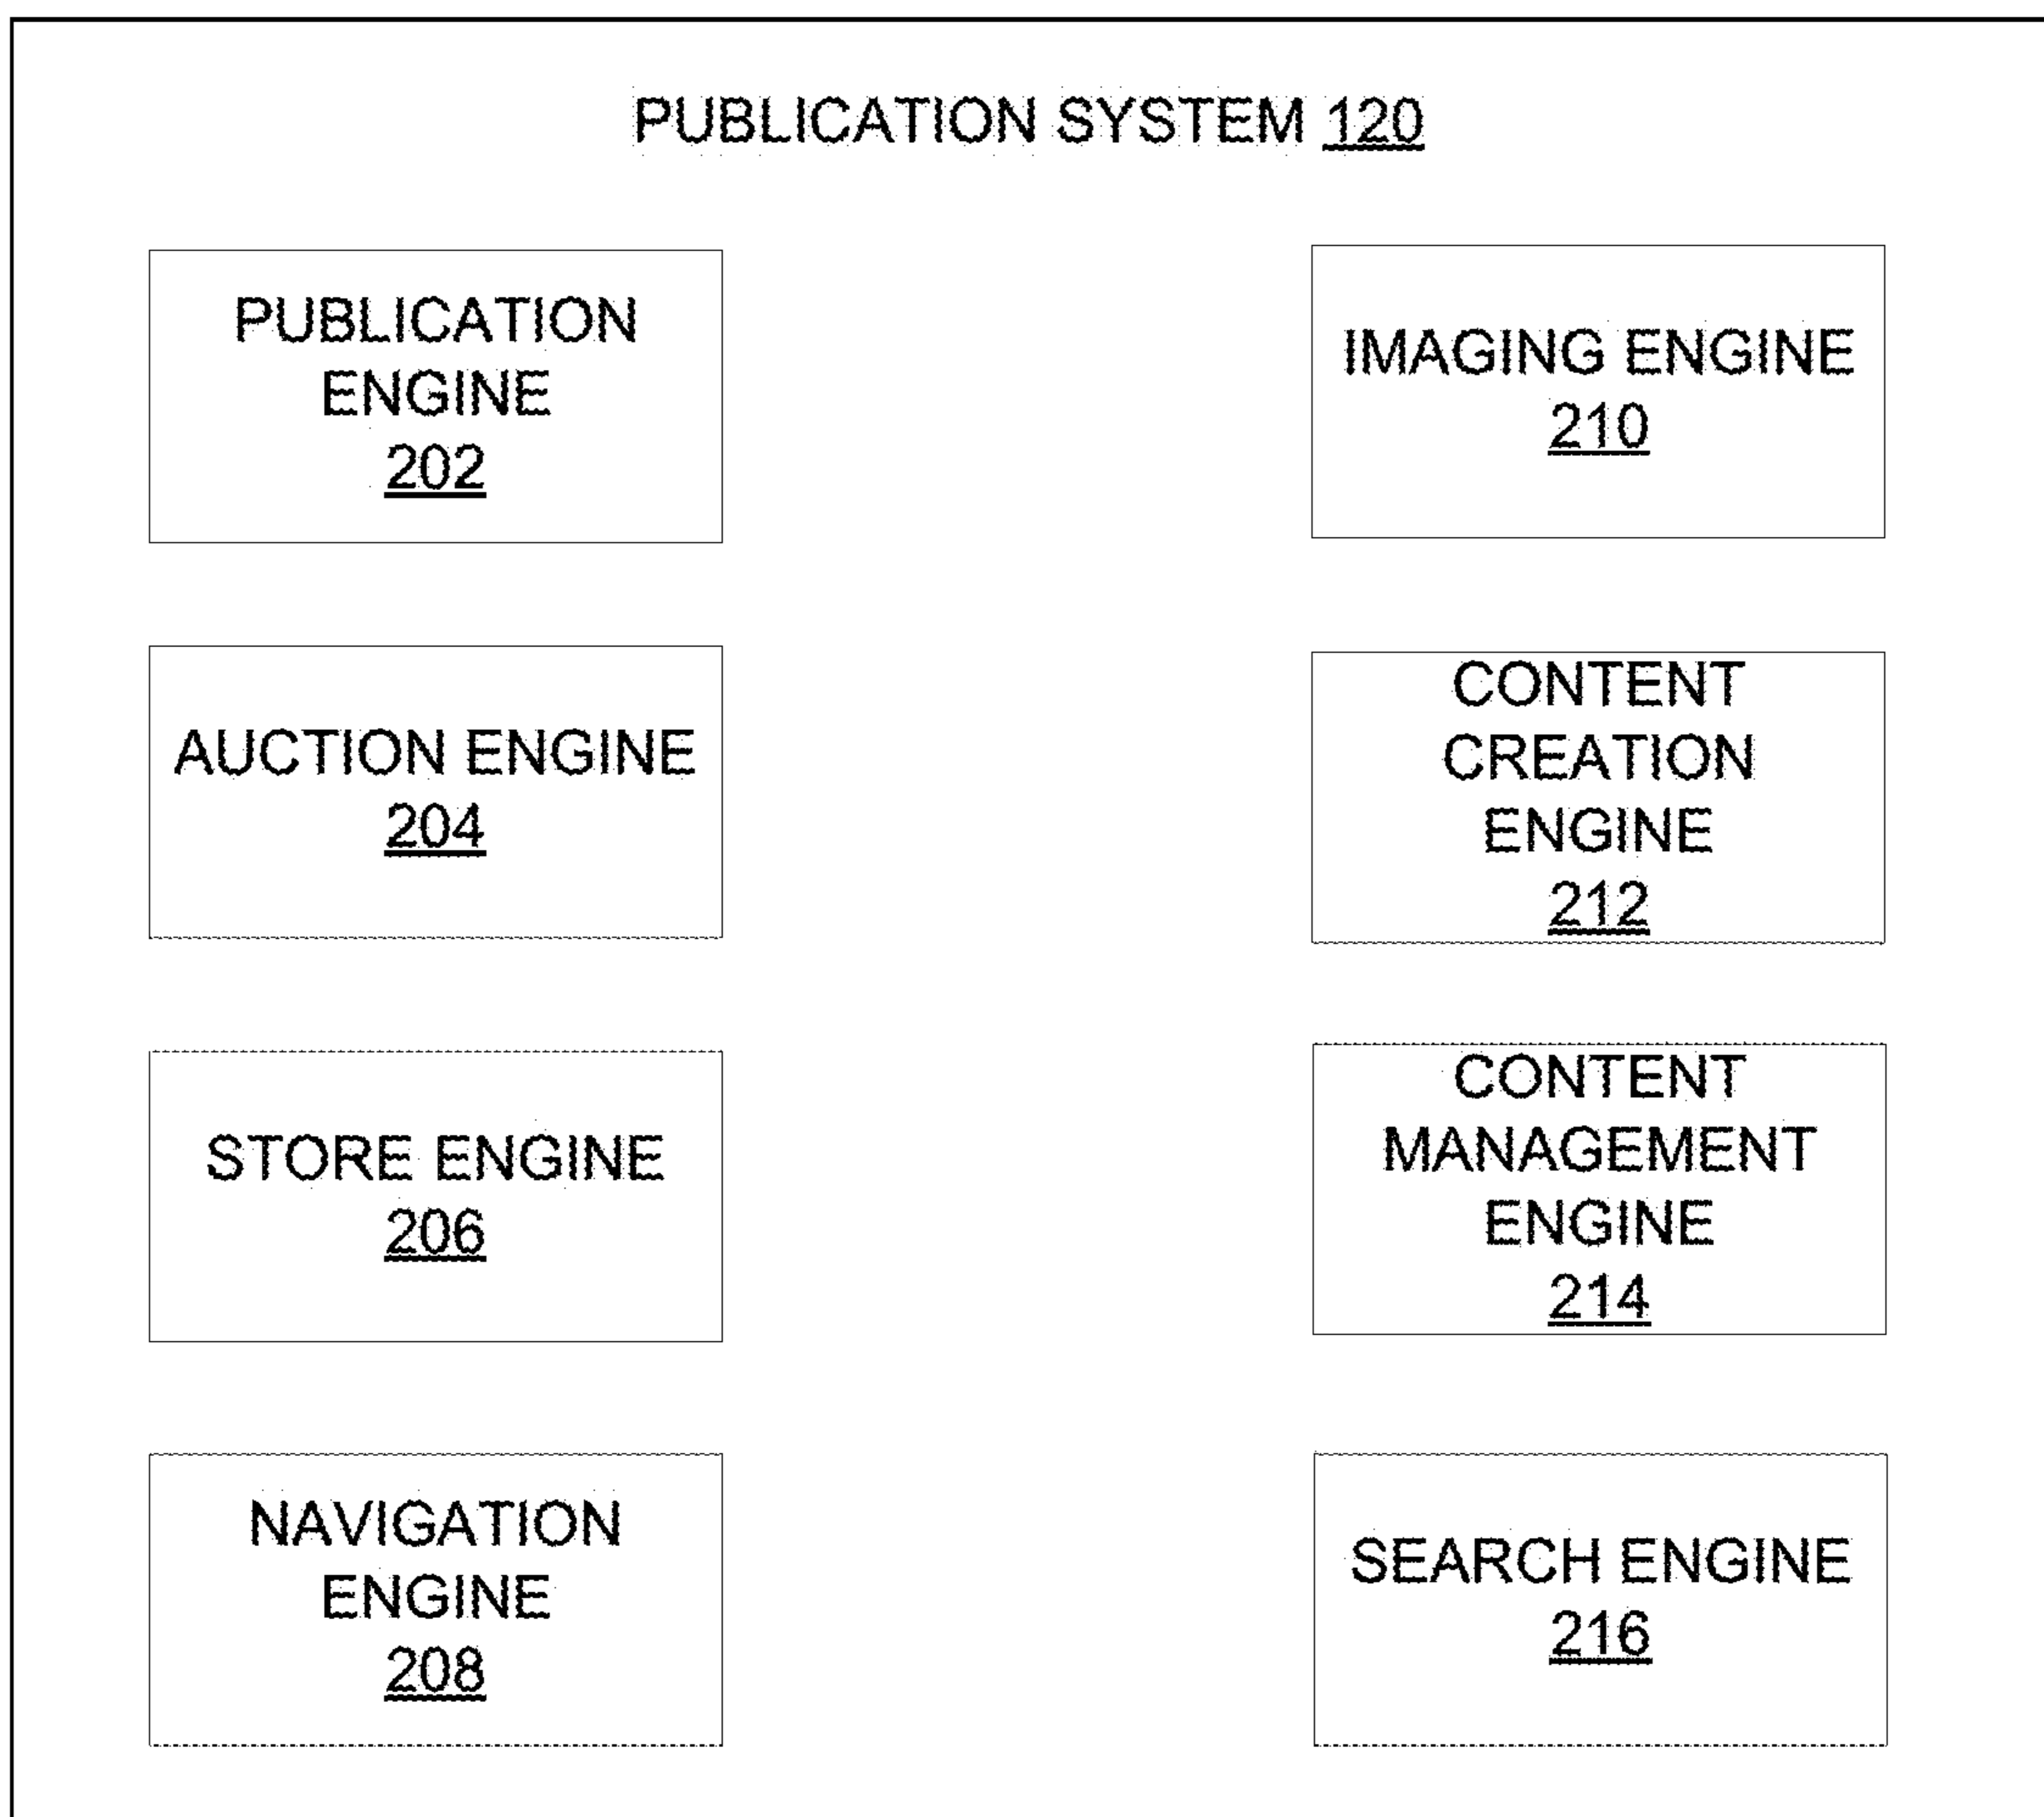 PUBLICATION SYSTEM 120
PUBLICATION
ENGINE
202
AUCTION ENGINE
204
STORE ENGINE
206
NAVIGATION
ENGINE
208
IMAGING ENGINE
210
CONTENT
CREATION
ENGINE
212
CONTENT
MANAGEMENT
ENGINE
214
SEARCH ENGINE
216